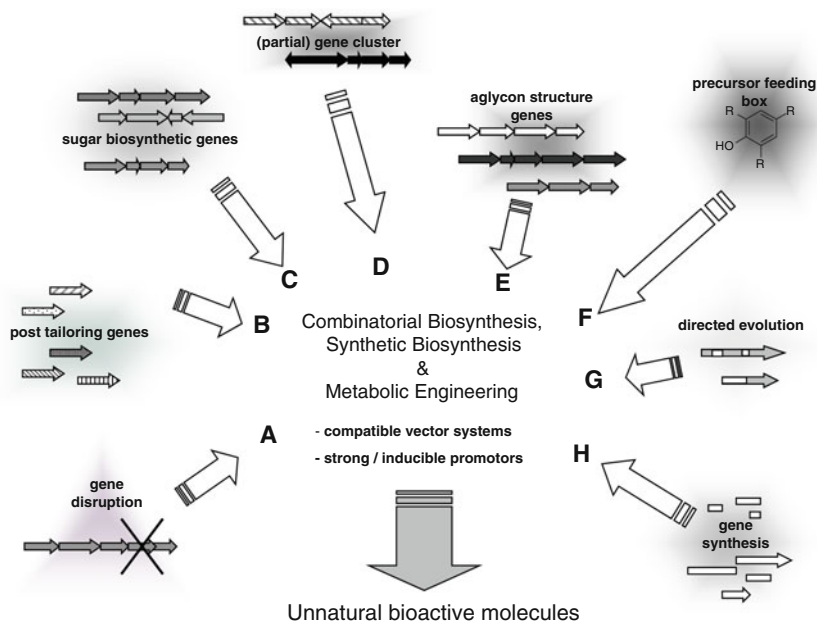 (partial) gene cluster
sugar biosynthetic genes
aglycon structure
genes
precursor feeding
box
R
R
HO
R
C
D
E
F
post tailoring genes
B
directed evolution
G
Combinatorial Biosynthesis,
Synthetic Biosynthesis
&
Metabolic Engineering
A
- compatible vector systems
- strong / inducible promotors
H
gene
disruption
gene
synthesis
Unnatural bioactive molecules